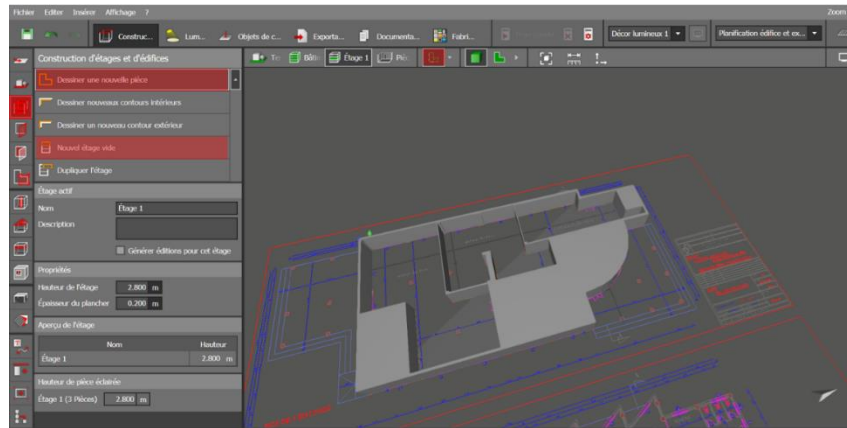 Fichier Editer Insérer Affichage ?
Zoom
Construc... Lum... Objets de c... Exporta... Documenta... Fabri... Décor lumineux 1 Planification édifice et ex...
Construction d'étages et d'édifices
Bâti Étage 1 Piè
Dessiner une nouvelle pièce
Dessiner nouveaux contours intérieurs
Dessiner un nouveau contour extérieur
Nouvel étage vide
Dupliquer l'étage
Étage actif
Nom Étage 1
Description
Générer éditions pour cet étage
Propriétés
Hauteur de l'étage 2.800 m
Épaisseur du plancher 0.200 m
Aperçu de l'étage
Nom Hauteur
Étage 1 2.800 m
Hauteur de pièce éclairée
Étage 1 (3 Pièces) 2.800 m